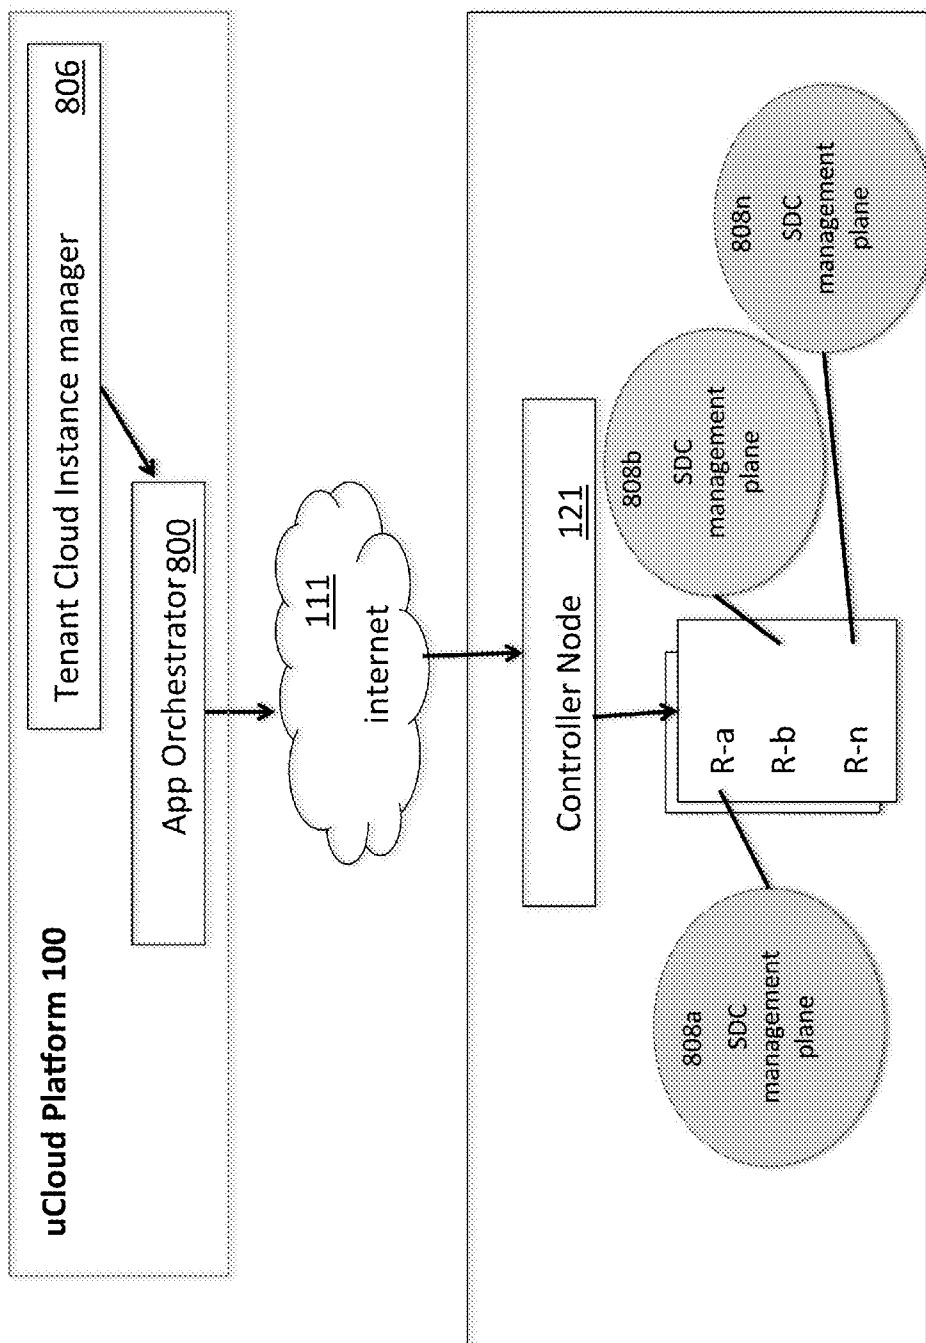 uCloud Platform 100
Tenant Cloud Instance manager 806
App Orchestrator 800
111
internet
Controller Node 121
R-a
R-b
R-n
808a
SDC
management
plane
808b
SDC
management
plane
808n
SDC
management
plane